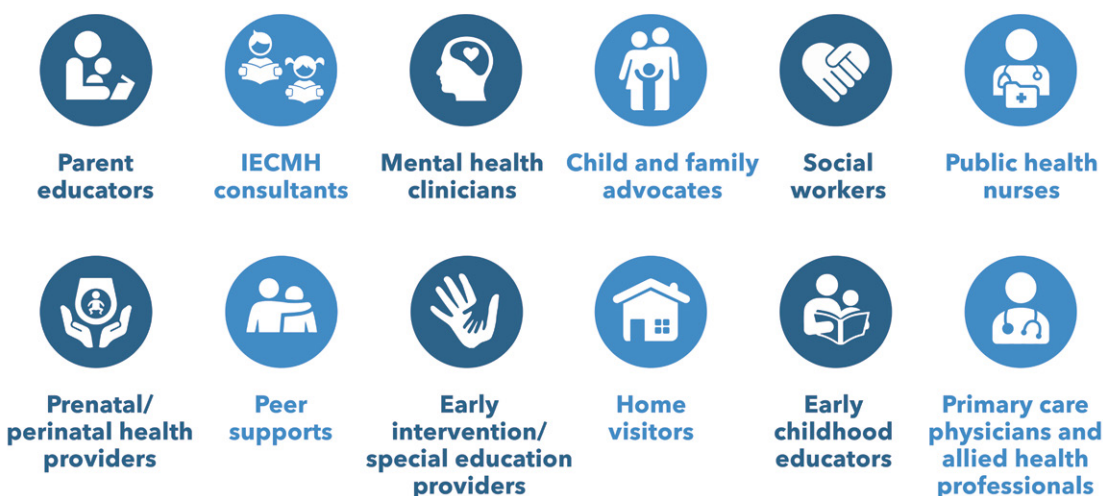 Parent
educators
IECMH
consultants
Mental health
clinicians
Child and family
advocates
Social
workers
Public health
nurses
Prenatal/
perinatal health
providers
Peer
supports
Early
intervention/
special education
providers
Home
visitors
Early
childhood
educators
Primary care
physicians and
allied health
professionals